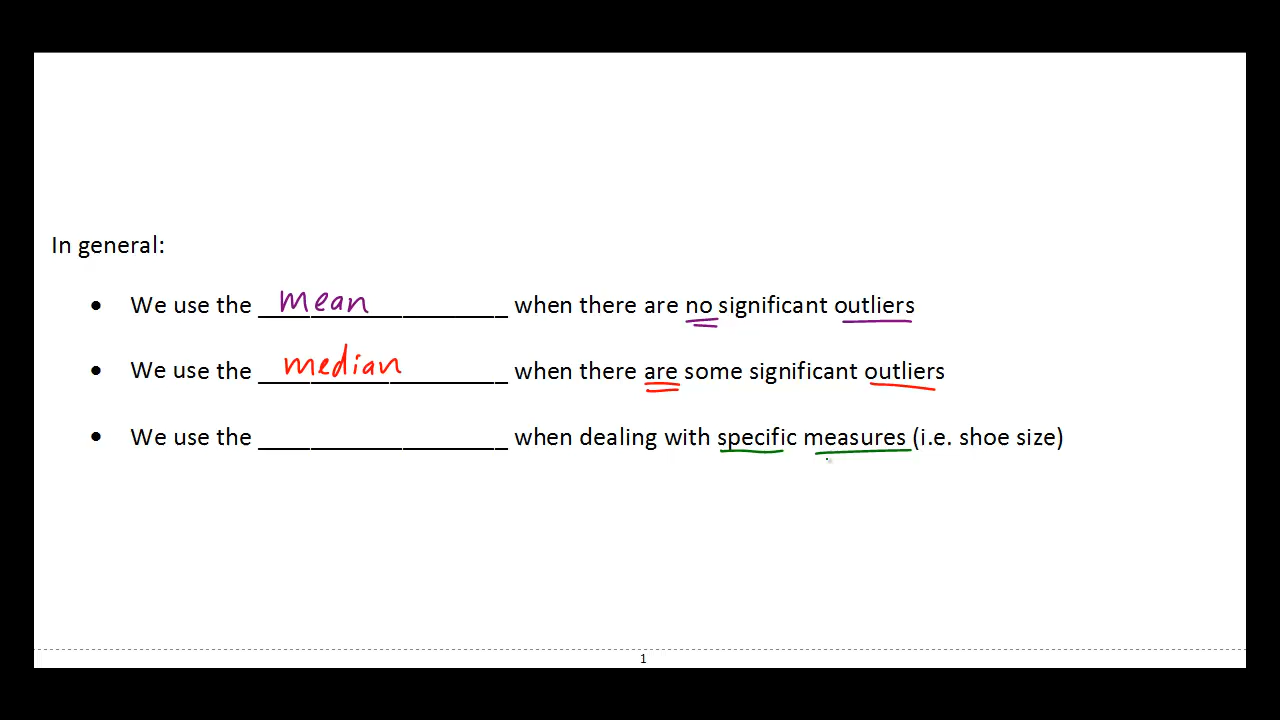 In general:
• We use the mean when there are no significant outliers
• We use the median when there are some significant outliers
• We use the ____________________ when dealing with specific measures (i.e. shoe size)
1